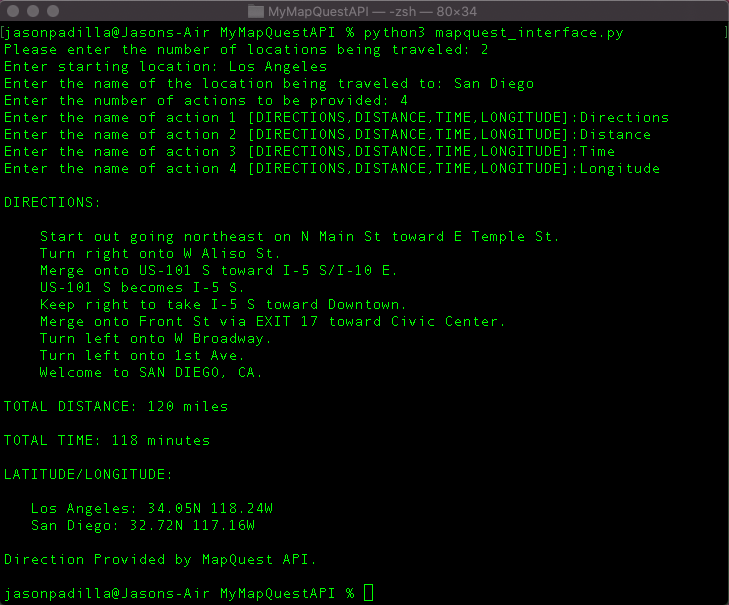 MyMapQuestAPI — -zsh — 80×34
[jasonpadilla@Jasons-Air MyMapQuestAPI % python3 mapquest_interface.py ]
Please enter the number of locations being traveled: 2
Enter starting location: Los Angeles
Enter the name of the location being traveled to: San Diego
Enter the number of actions to be provided: 4
Enter the name of action 1 [DIRECTIONS,DISTANCE,TIME,LONGITUDE]:Directions
Enter the name of action 2 [DIRECTIONS,DISTANCE,TIME,LONGITUDE]:Distance
Enter the name of action 3 [DIRECTIONS,DISTANCE,TIME,LONGITUDE]:Time
Enter the name of action 4 [DIRECTIONS,DISTANCE,TIME,LONGITUDE]:Longitude
DIRECTIONS:
Start out going northeast on N Main St toward E Temple St.
Turn right onto W Aliso St.
Merge onto US-101 S toward I-5 S/I-10 E.
US-101 S becomes I-5 S.
Keep right to take I-5 S toward Downtown.
Merge onto Front St via EXIT 17 toward Civic Center.
Turn left onto W Broadway.
Turn left onto 1st Ave.
Welcome to SAN DIEGO, CA.
TOTAL DISTANCE: 120 miles
TOTAL TIME: 118 minutes
LATITUDE/LONGITUDE:
Los Angeles: 34.05N 118.24W
San Diego: 32.72N 117.16W
Direction Provided by MapQuest API.
jasonpadilla@Jasons-Air MyMapQuestAPI %